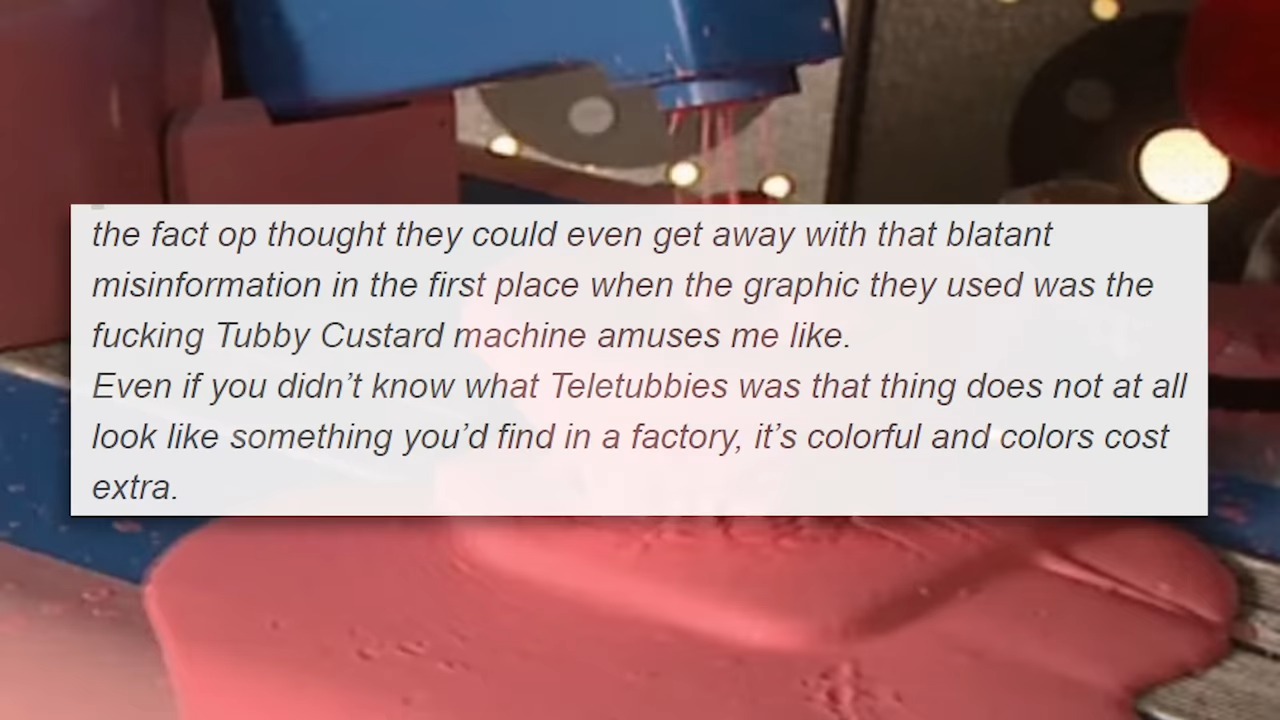 the fact op thought they could even get away with that blatant
misinformation in the first place when the graphic they used was the
fucking Tubby Custard machine amuses me like.
Even if you didn’t know what Teletubbies was that thing does not at all
look like something you’d find in a factory, it’s colorful and colors cost
extra.